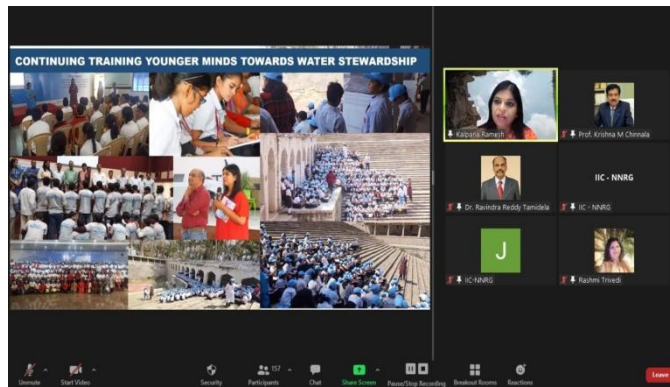 CONTINUING TRAINING YOUNGER MINDS TOWARDS WATER STEWARDSHIP
Kalpana Ramesh
Prof. Krishna M Chinnala
Dr. Ravindra Reddy Tamidela
IIC - NNRG
IIC - NNRG
J
IIC-NNRG
Rashmi Trivedi
Unmute
Start Video
Security
157
Participants
Chat
Share Screen
Pause/Stop Recording
Breakout Rooms
Reactions
Leave